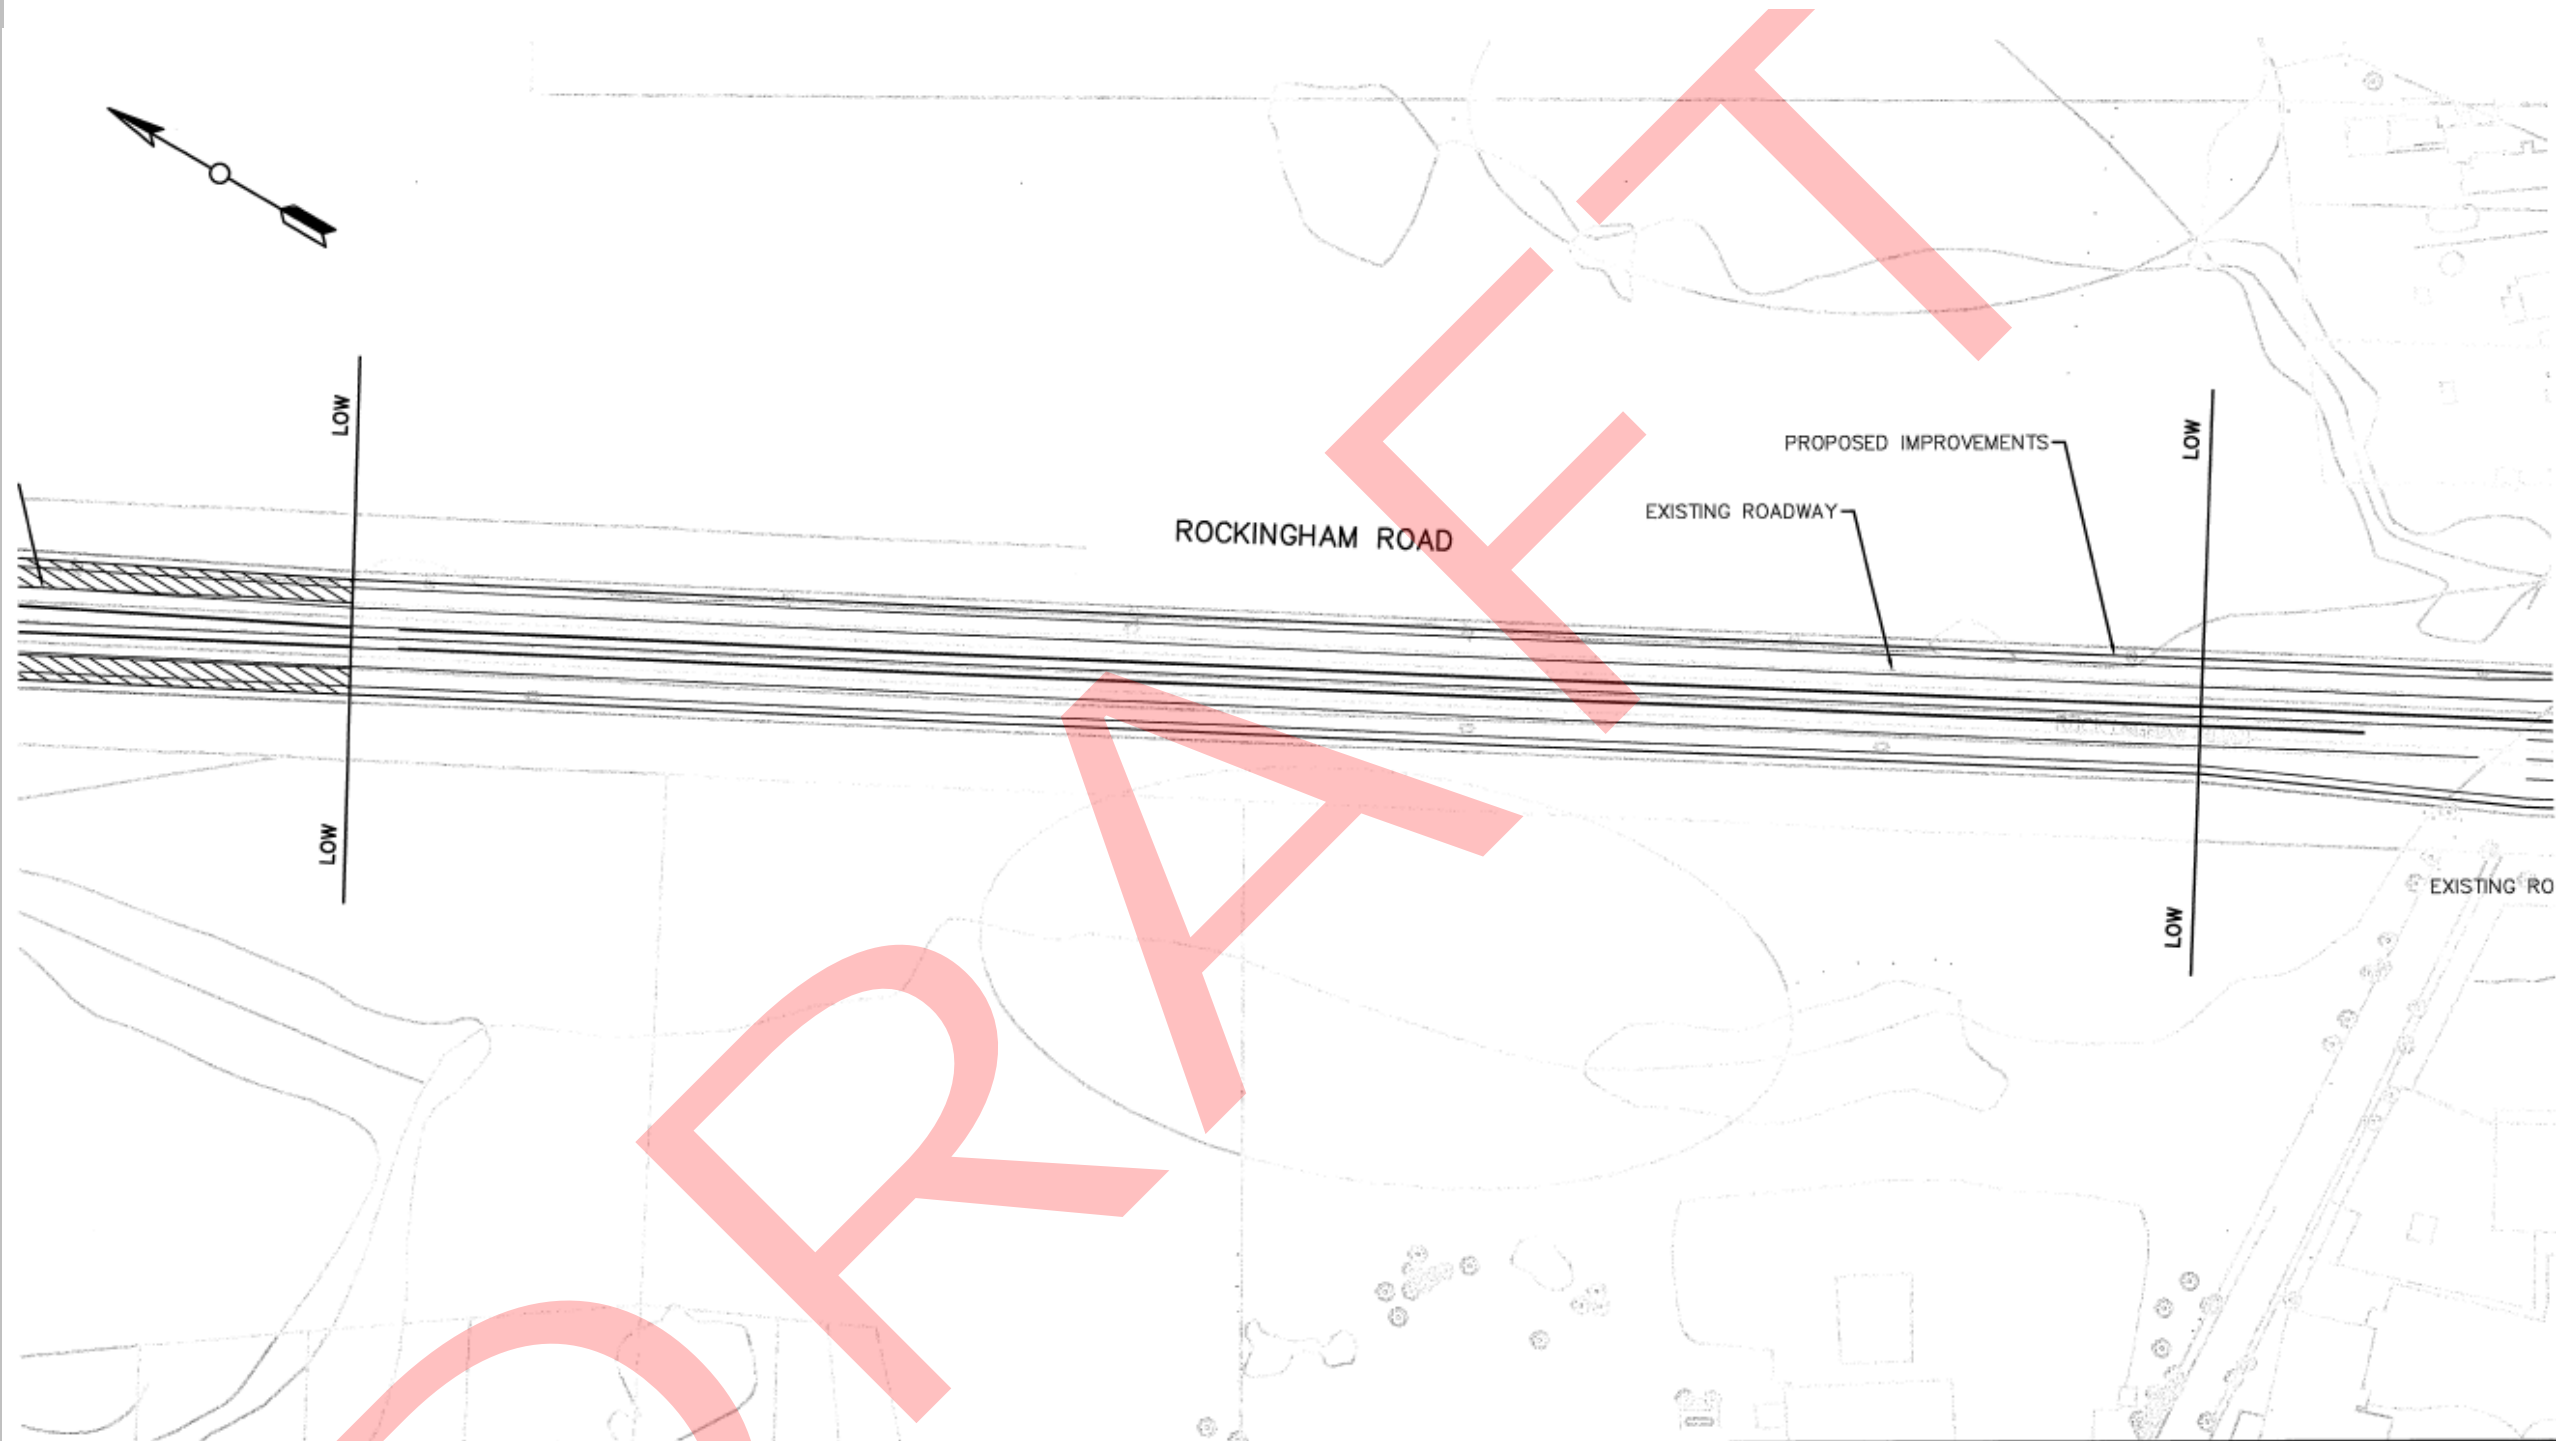 LOW
LOW
PROPOSED IMPROVEMENTS
EXISTING ROADWAY
ROCKINGHAM ROAD
LOW
EXISTING RO
LOW
DRAFT